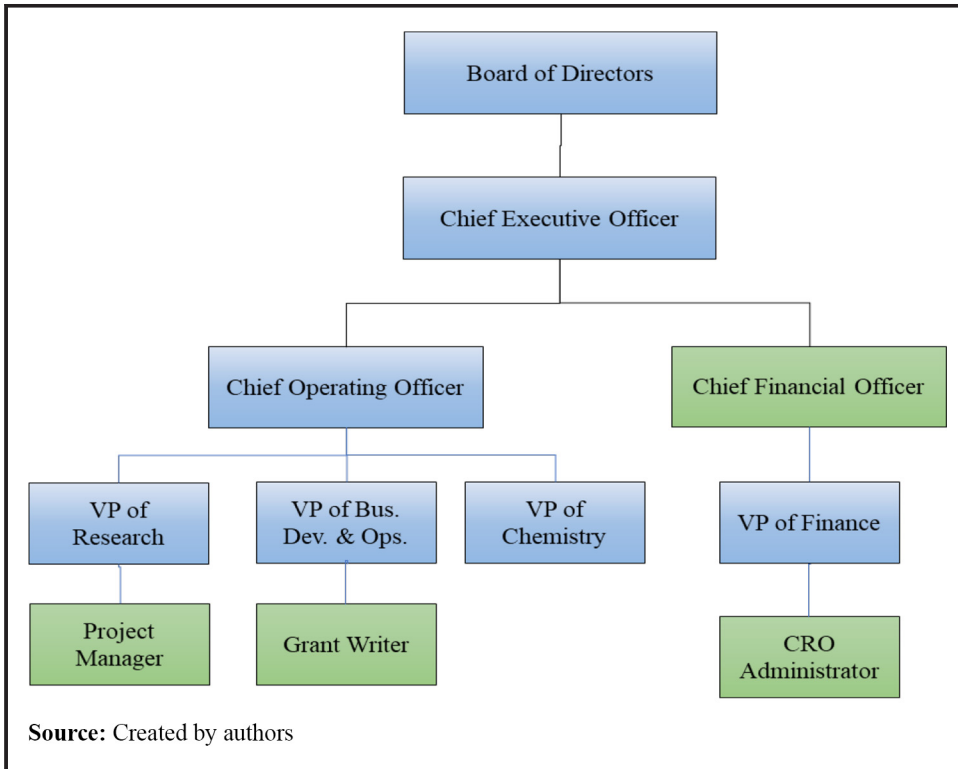 Board of Directors
Chief Executive Officer
Chief Operating Officer
Chief Financial Officer
VP of
Research
VP of Bus.
Dev. & Ops.
VP of
Chemistry
VP of Finance
Project
Manager
Grant Writer
CRO
Administrator
Source: Created by authors